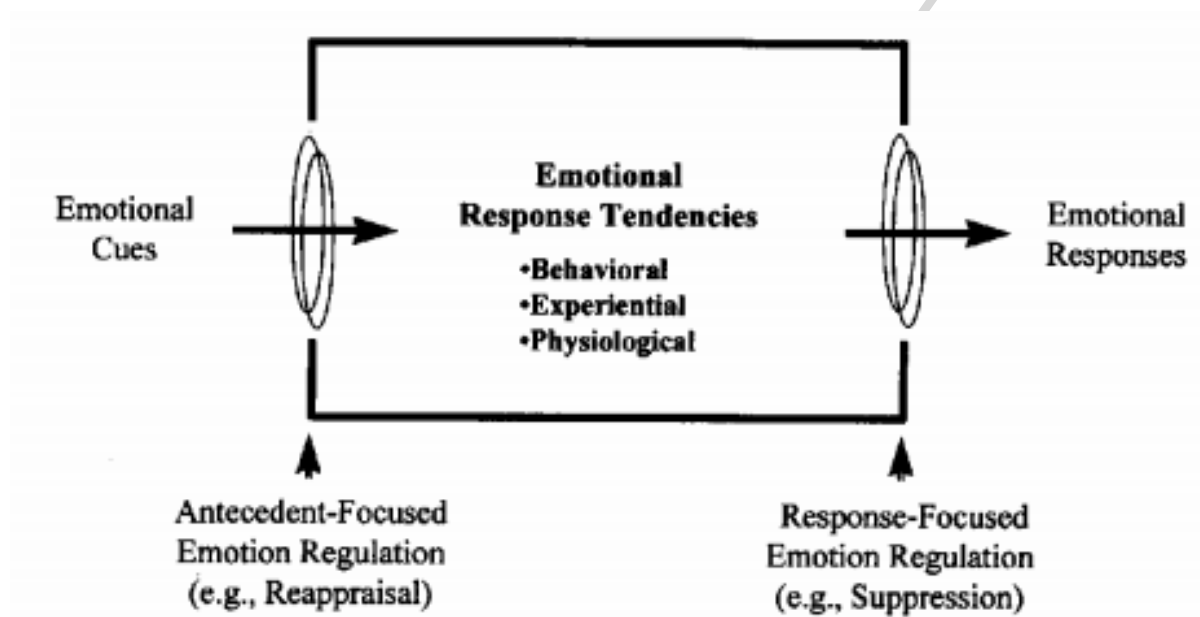 Emotional
Cues
Emotional
Response Tendencies
•Behavioral
•Experiential
•Physiological
Emotional
Responses
Antecedent-Focused
Emotion Regulation
(e.g., Reappraisal)
Response-Focused
Emotion Regulation
(e.g., Suppression)